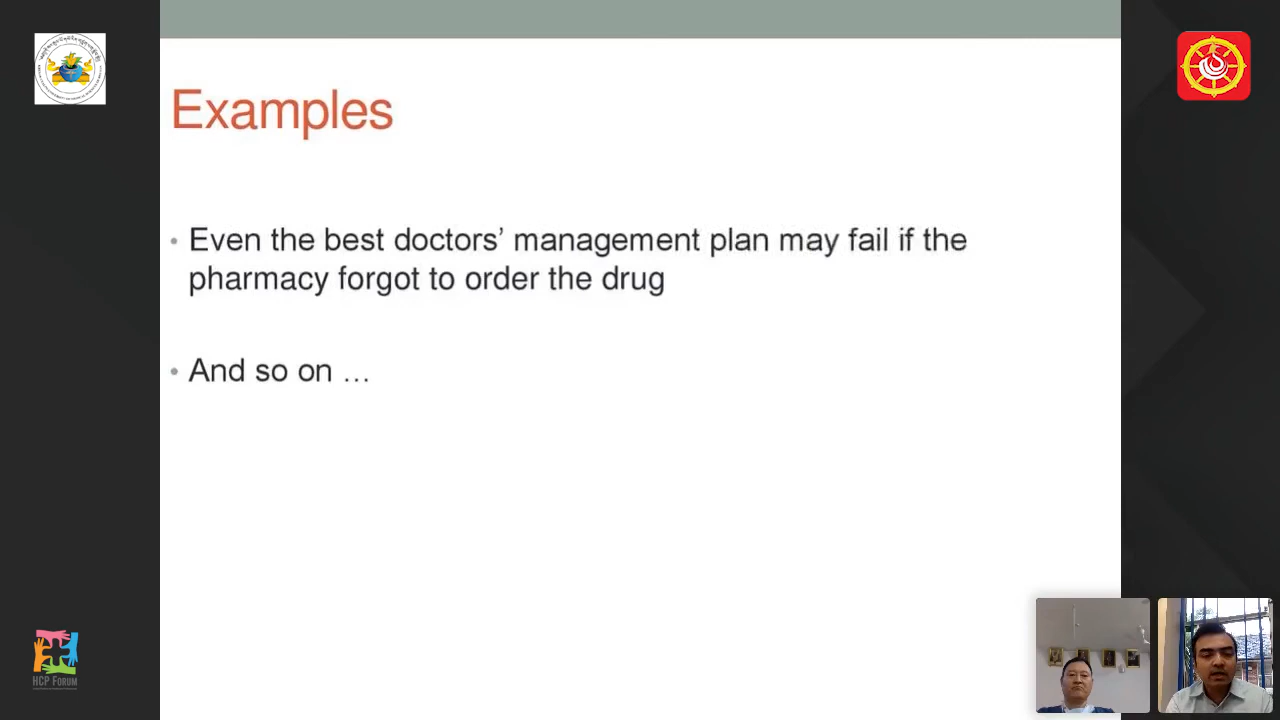 Examples
• Even the best doctors’ management plan may fail if the
pharmacy forgot to order the drug
• And so on …
HCP FORUM